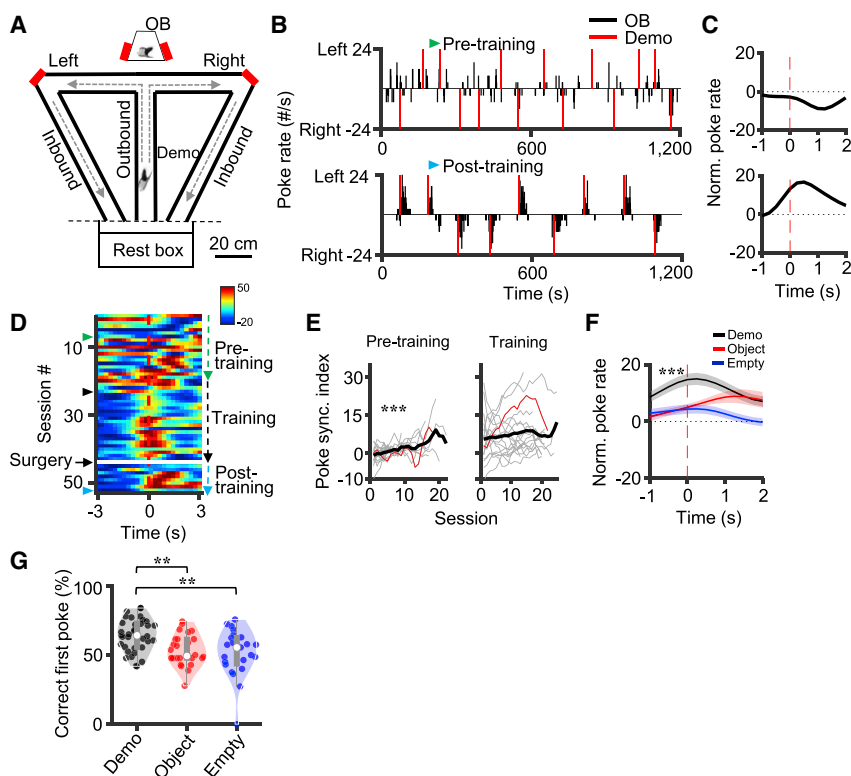 A
OB
Left
Right
Inbound
Outbound
Demo
Inbound
Rest box
20 cm
B
OB
Demo
Pre-training
Left 24
Right -24
600
1,200
Post-training
Left 24
Right -24
0
600
1,200
Poke rate (#/s)
Time (s)
C
20
0
-20
-1 0 1 2
20
0
-20
-1 0 1 2
Norm. poke rate
Time (s)
D
50
-20
10
30
50
Session #
Surgery
Pre-
training
Training
Post-
training
-3 0 3
Time (s)
E
Pre-training
Training
30
15
0
-10
Poke sync. index
***
0 10 20
0 10 20
Session
F
Demo
Object
Empty
***
20
0
-20
Norm. poke rate
-1 0 1 2
Time (s)
G
**
**
100
50
0
Correct first poke (%)
Demo
Object
Empty